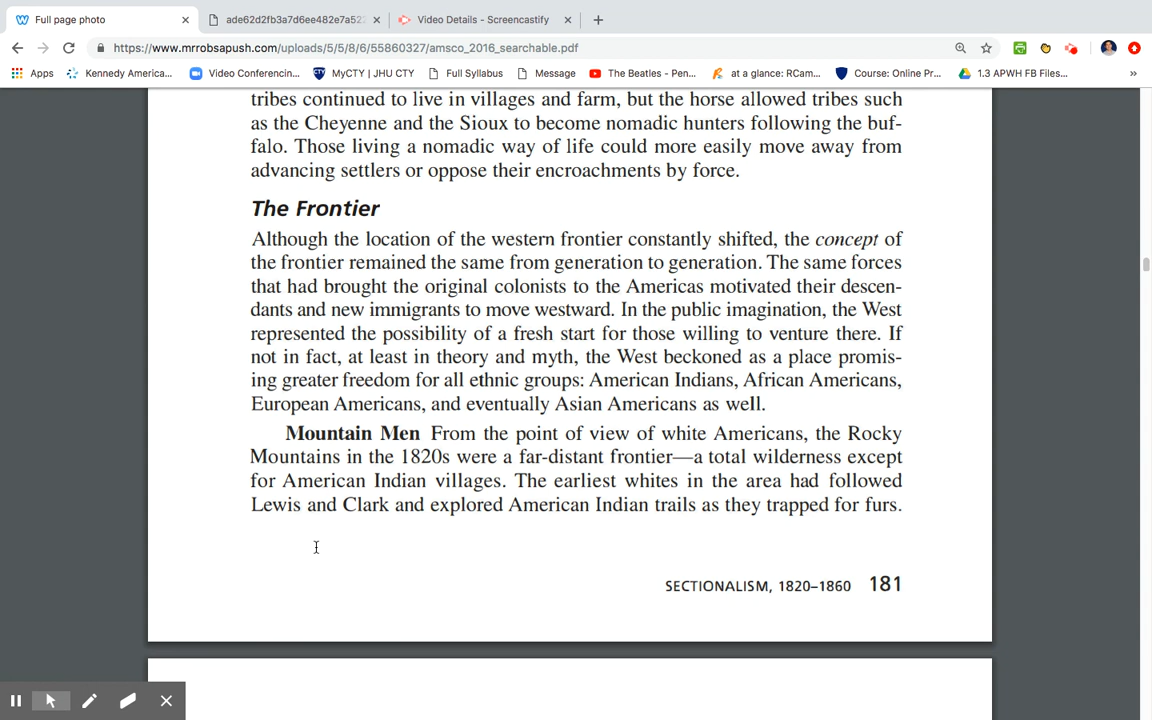 Full page photo
ade62d2fb3a7d6ee482e7a522
Video Details - Screencastify
https://www.mrrobsapush.com/uploads/5/5/8/6/55860327/amsco_2016_searchable.pdf
Apps
Kennedy America...
Video Conferencin...
CTY
MyCTY | JHU CTY
Full Syllabus
Message
The Beatles - Pen...
at a glance: RCam...
Course: Online Pr...
1.3 APWH FB Files...
»
tribes continued to live in villages and farm, but the horse allowed tribes such
as the Cheyenne and the Sioux to become nomadic hunters following the buf-
falo. Those living a nomadic way of life could more easily move away from
advancing settlers or oppose their encroachments by force.
The Frontier
Although the location of the western frontier constantly shifted, the concept of
the frontier remained the same from generation to generation. The same forces
that had brought the original colonists to the Americas motivated their descen-
dants and new immigrants to move westward. In the public imagination, the West
represented the possibility of a fresh start for those willing to venture there. If
not in fact, at least in theory and myth, the West beckoned as a place promis-
ing greater freedom for all ethnic groups: American Indians, African Americans,
European Americans, and eventually Asian Americans as well.
Mountain Men From the point of view of white Americans, the Rocky
Mountains in the 1820s were a far-distant frontier—a total wilderness except
for American Indian villages. The earliest whites in the area had followed
Lewis and Clark and explored American Indian trails as they trapped for furs.
SECTIONALISM, 1820–1860 181